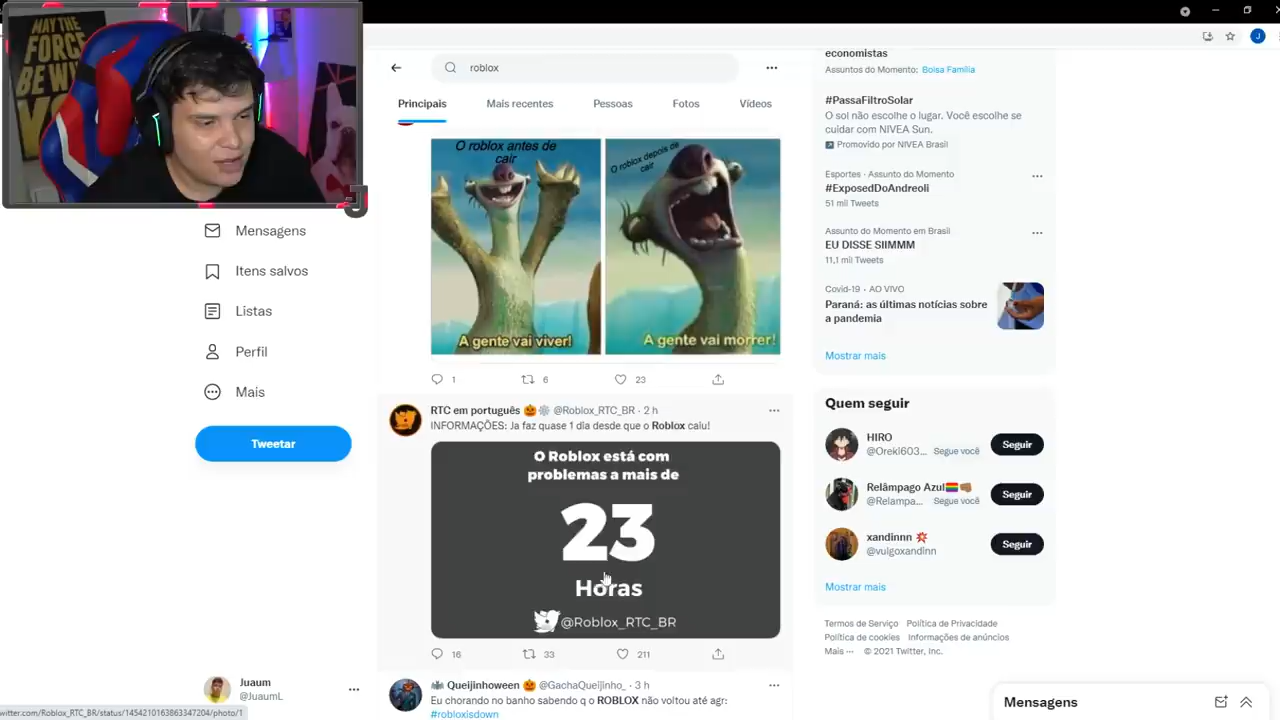 MAY THE
FORCE
BE WI
roblox
Principais
Mais recentes
Pessoas
Fotos
Vídeos
O roblox antes de
cair
O roblox depois de
cair
A gente vai viver!
A gente vai morrer!
1
6
23
RTC em português @Roblox_RTC_BR · 2 h
INFORMAÇÕES: Ja faz quase 1 dia desde que o Roblox caiu!
O Roblox está com
problemas a mais de
23
Horas
@Roblox_RTC_BR
16
33
211
Queijinhoween @GachaQueijinho_ · 3 h
Eu chorando no banho sabendo q o ROBLOX não voltou até agr:
#robloxisdown
Mensagens
Itens salvos
Listas
Perfil
Mais
Tweetar
Juaum
@JuaumL
twitter.com/Roblox_RTC_BR/status/1454210163863347204/photo/1
J
economistas
Assuntos do Momento: Bolsa Família
#PassaFiltroSolar
O sol não escolhe o lugar. Você escolhe se
cuidar com NIVEA Sun.
Promovido por NIVEA Brasil
Esportes · Assunto do Momento
#ExposedDoAndreoli
51 mil Tweets
Assunto do Momento em Brasil
EU DISSE SIIMMM
11,1 mil Tweets
Covid-19 · AO VIVO
Paraná: as últimas notícias sobre
a pandemia
Mostrar mais
Quem seguir
HIRO
@Oreki603... Segue você
Seguir
Relâmpago Azul
@Relampa... Segue você
Seguir
xandinnn
@vulgoxandinn
Seguir
Mostrar mais
Termos de Serviço Política de Privacidade
Política de cookies Informações de anúncios
Mais ··· © 2021 Twitter, Inc.
Mensagens